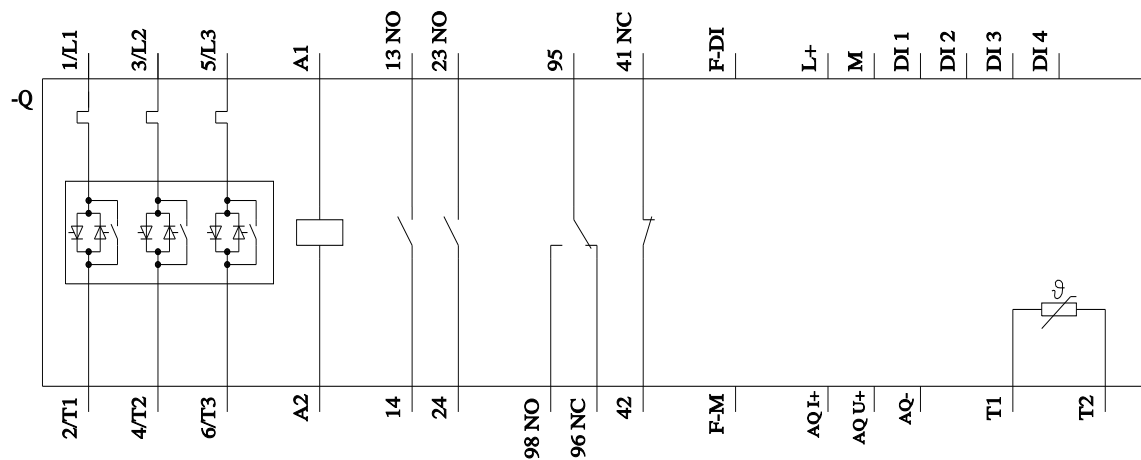 1/L1
3/L2
5/L3
A1
13 NO
23 NO
95
41 NC
F-DI
L+
M
DI 1
DI 2
DI 3
DI 4
-Q
ϑ
2/T1
4/T2
6/T3
A2
14
24
98 NO
96 NC
42
F-M
AQ I+
AQ U+
AQ-
T1
T2